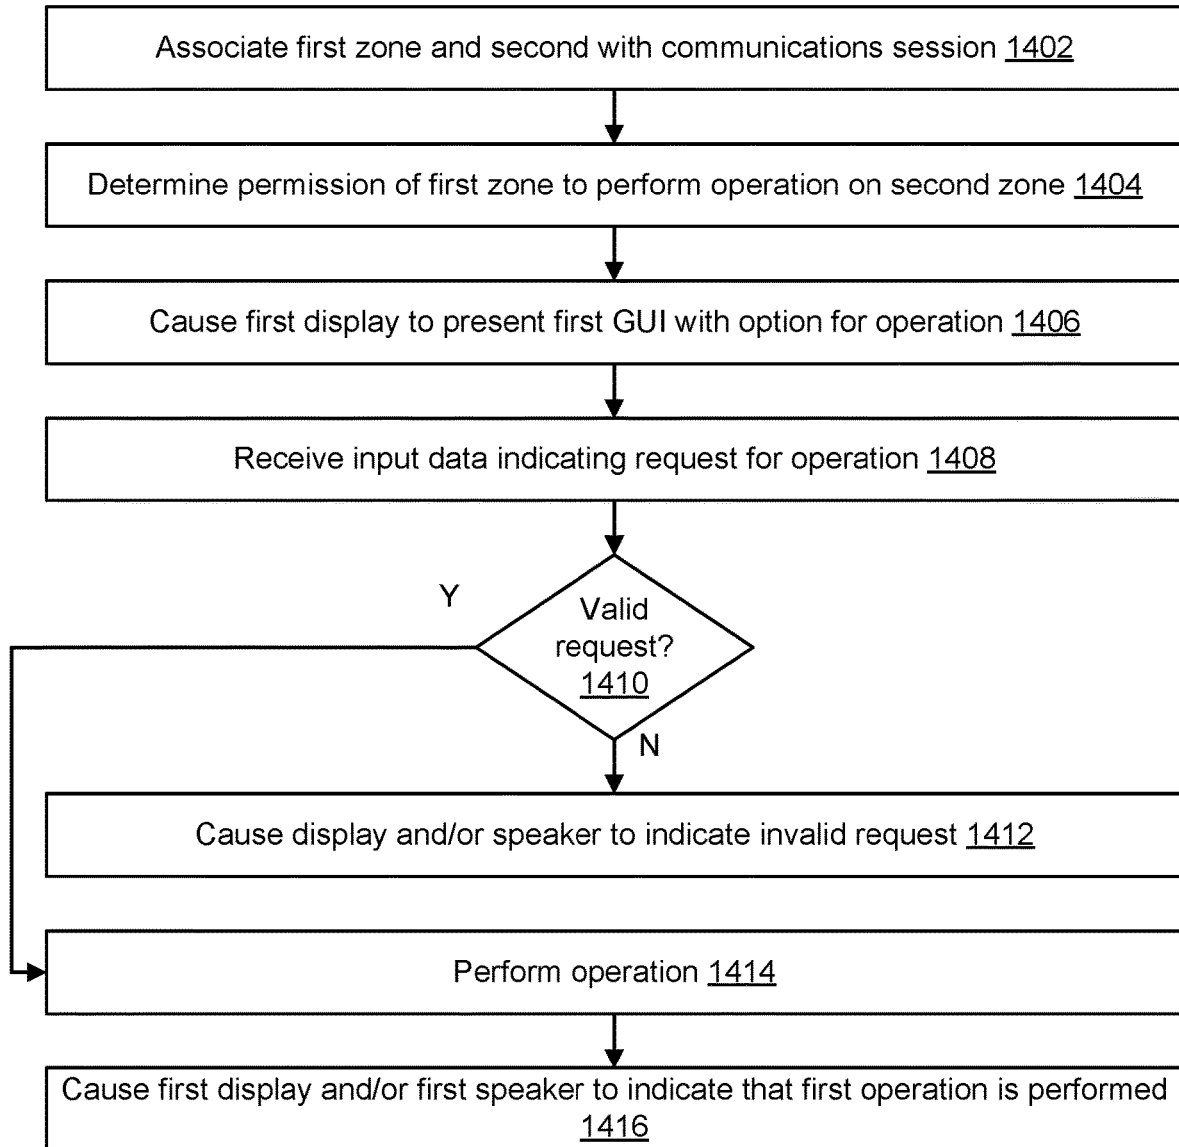 Associate first zone and second with communications session 1402
Determine permission of first zone to perform operation on second zone 1404
Cause first display to present first GUI with option for operation 1406
Receive input data indicating request for operation 1408
Y
Valid
request?
1410
N
Cause display and/or speaker to indicate invalid request 1412
Perform operation 1414
Cause first display and/or first speaker to indicate that first operation is performed
1416